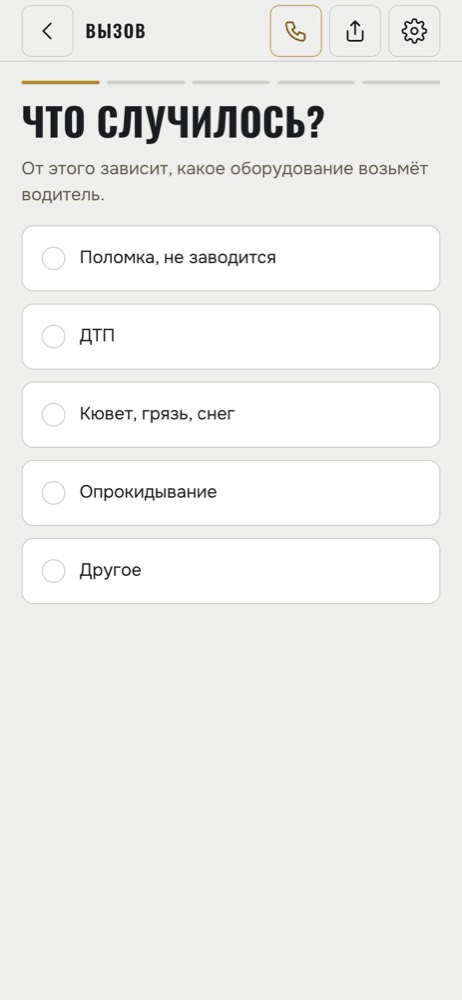 ВЫЗОВ
ЧТО СЛУЧИЛОСЬ?
От этого зависит, какое оборудование возьмёт
водитель.
Поломка, не заводится
ДТП
Кювет, грязь, снег
Опрокидывание
Другое